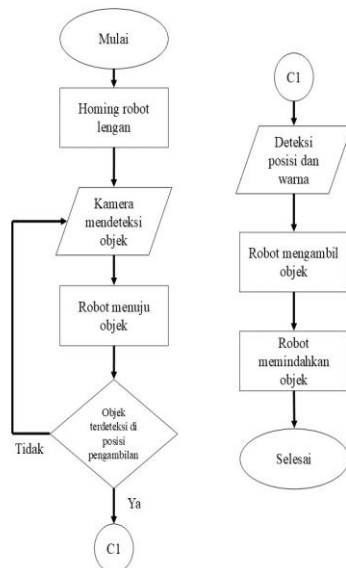 Mulai
Homing robot
lengan
Kamera
mendeteksi
objek
Robot menuju
objek
Objek
terdeteksi di
posisi
pengambilan
Tidak
Ya
C1
C1
Deteksi
posisi dan
warna
Robot mengambil
objek
Robot
memindahkan
objek
Selesai